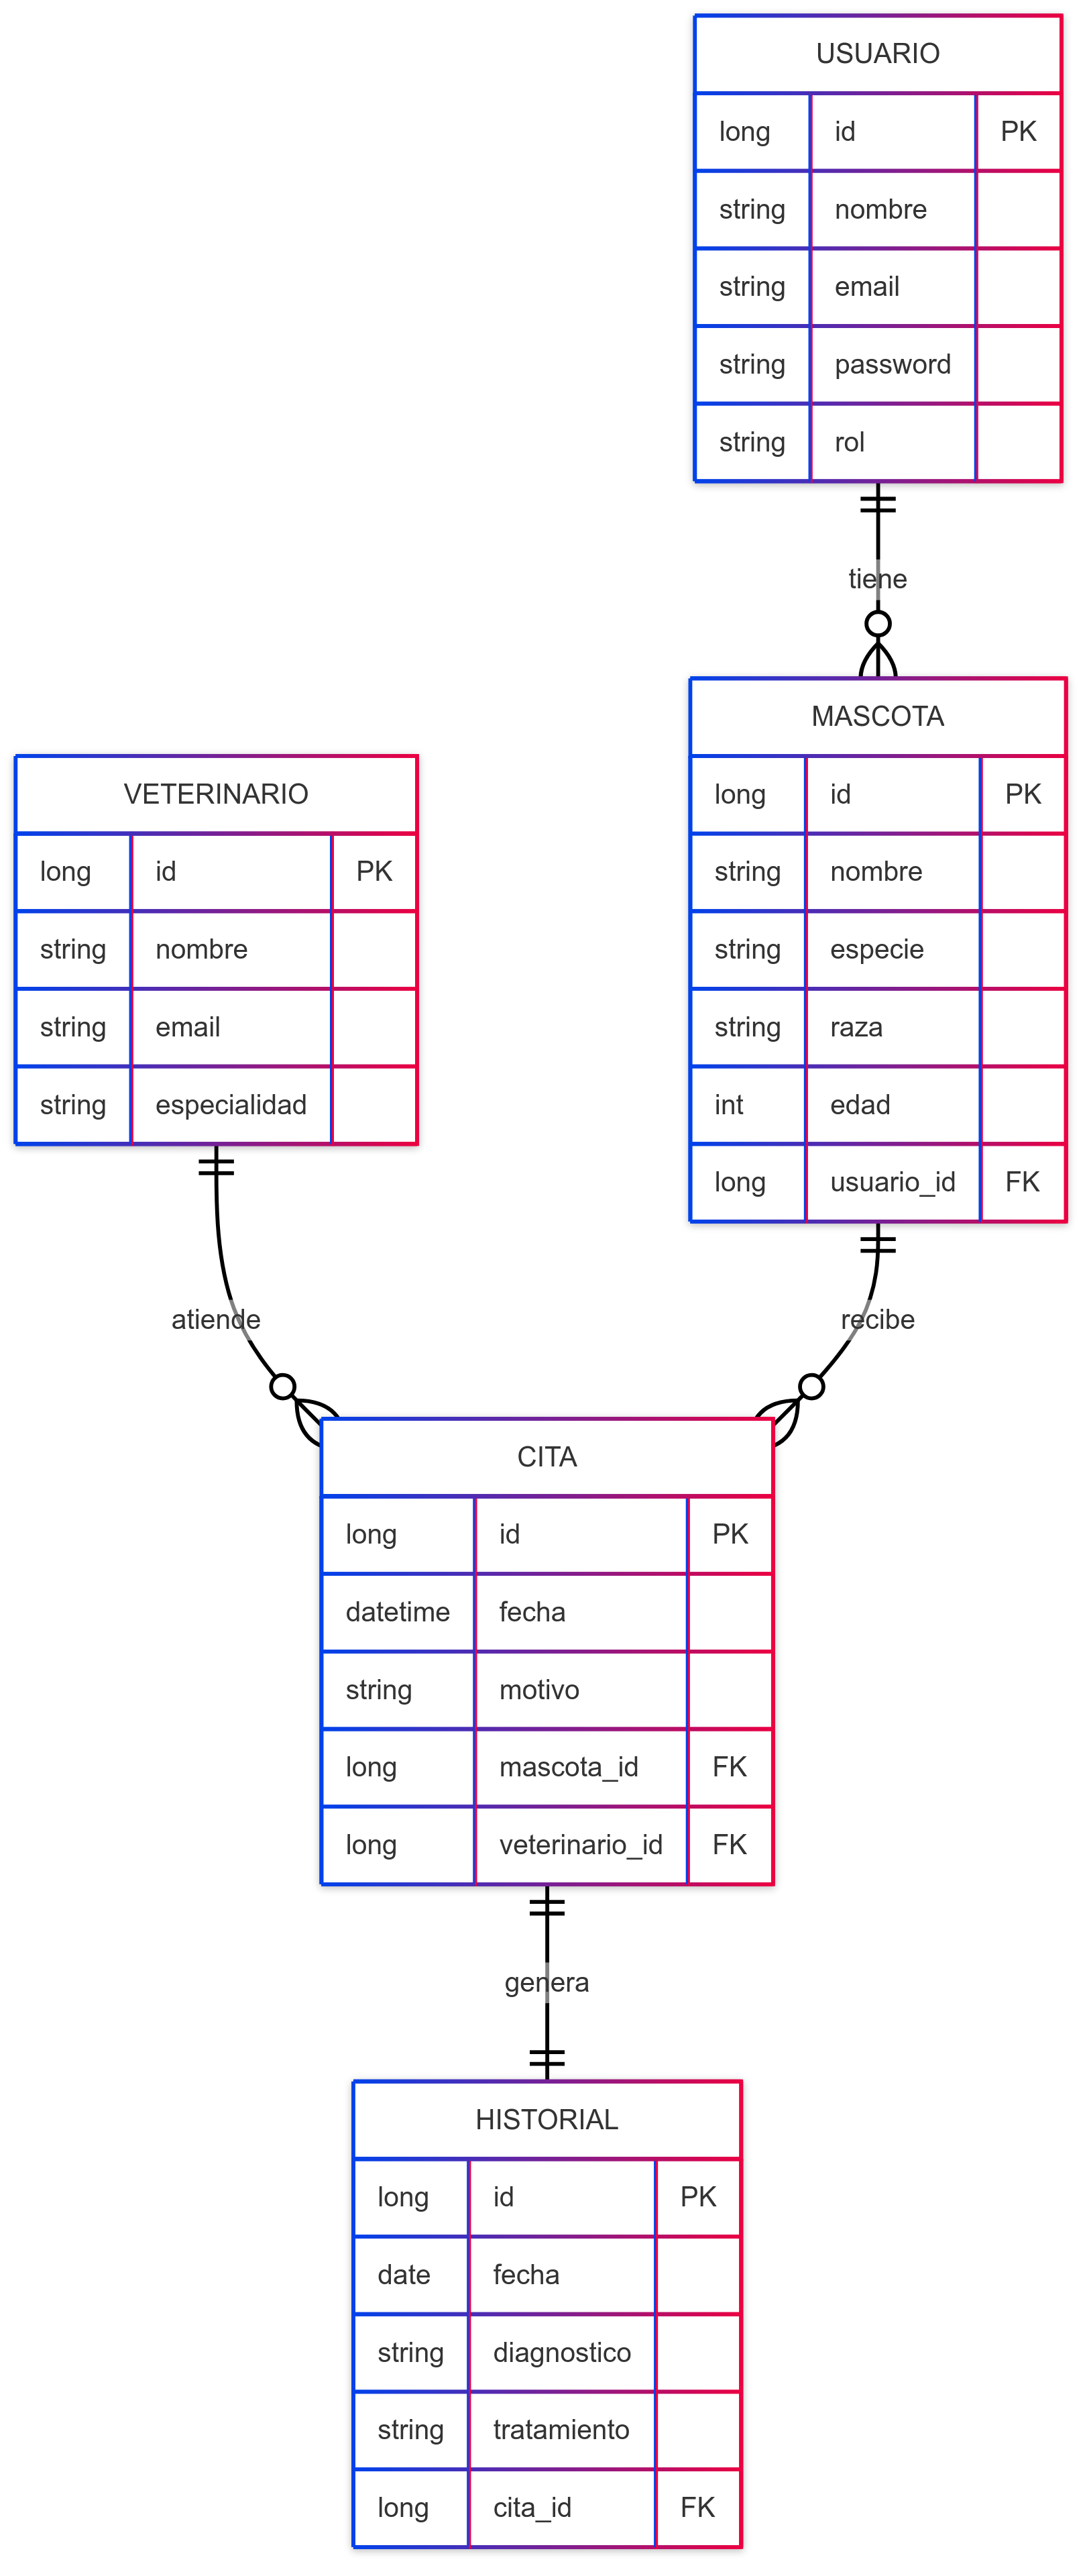 USUARIO
long id PK
string nombre
string email
string password
string rol
tiene
MASCOTA
long id PK
string nombre
string especie
string raza
int edad
long usuario_id FK
VETERINARIO
long id PK
string nombre
string email
string especialidad
atiende
recibe
CITA
long id PK
datetime fecha
string motivo
long mascota_id FK
long veterinario_id FK
genera
HISTORIAL
long id PK
date fecha
string diagnostico
string tratamiento
long cita_id FK